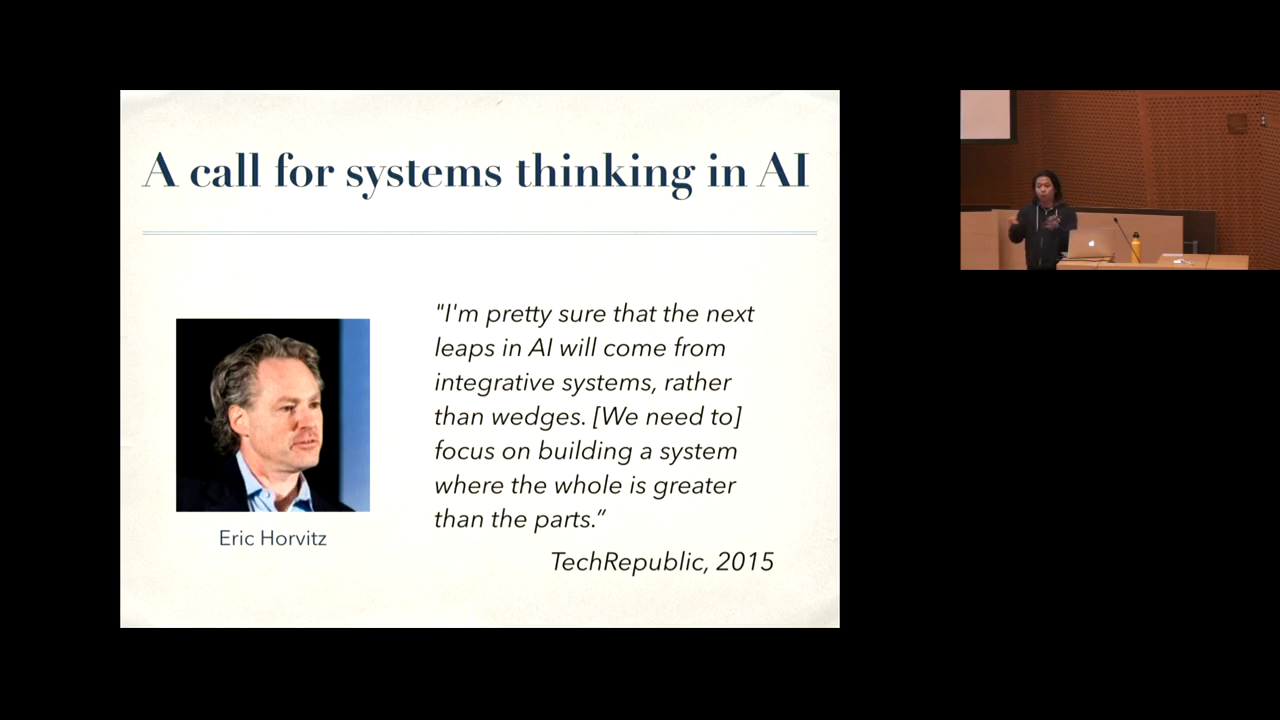 A call for systems thinking in AI
"I'm pretty sure that the next
leaps in AI will come from
integrative systems, rather
than wedges. [We need to]
focus on building a system
where the whole is greater
than the parts.”
TechRepublic, 2015
Eric Horvitz